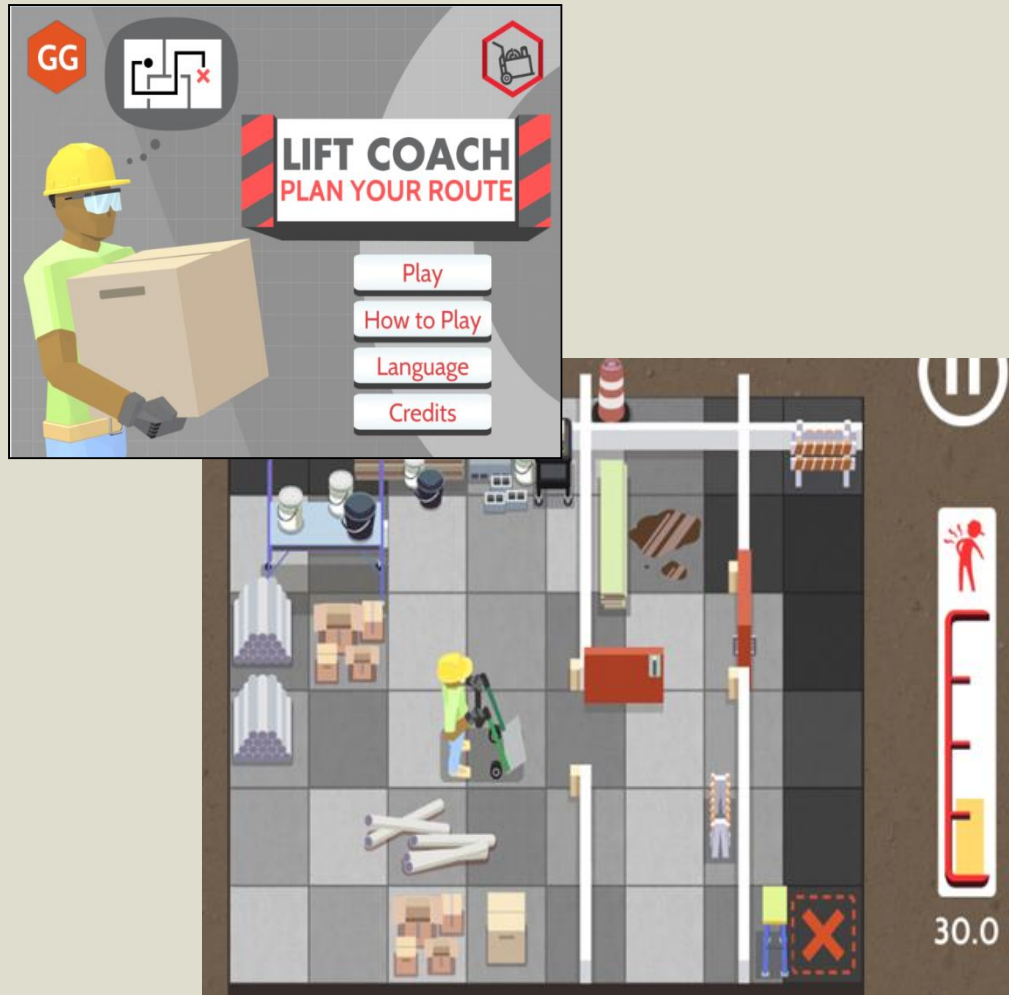 GG
LIFT COACH
PLAN YOUR ROUTE
Play
How to Play
Language
Credits
30.0